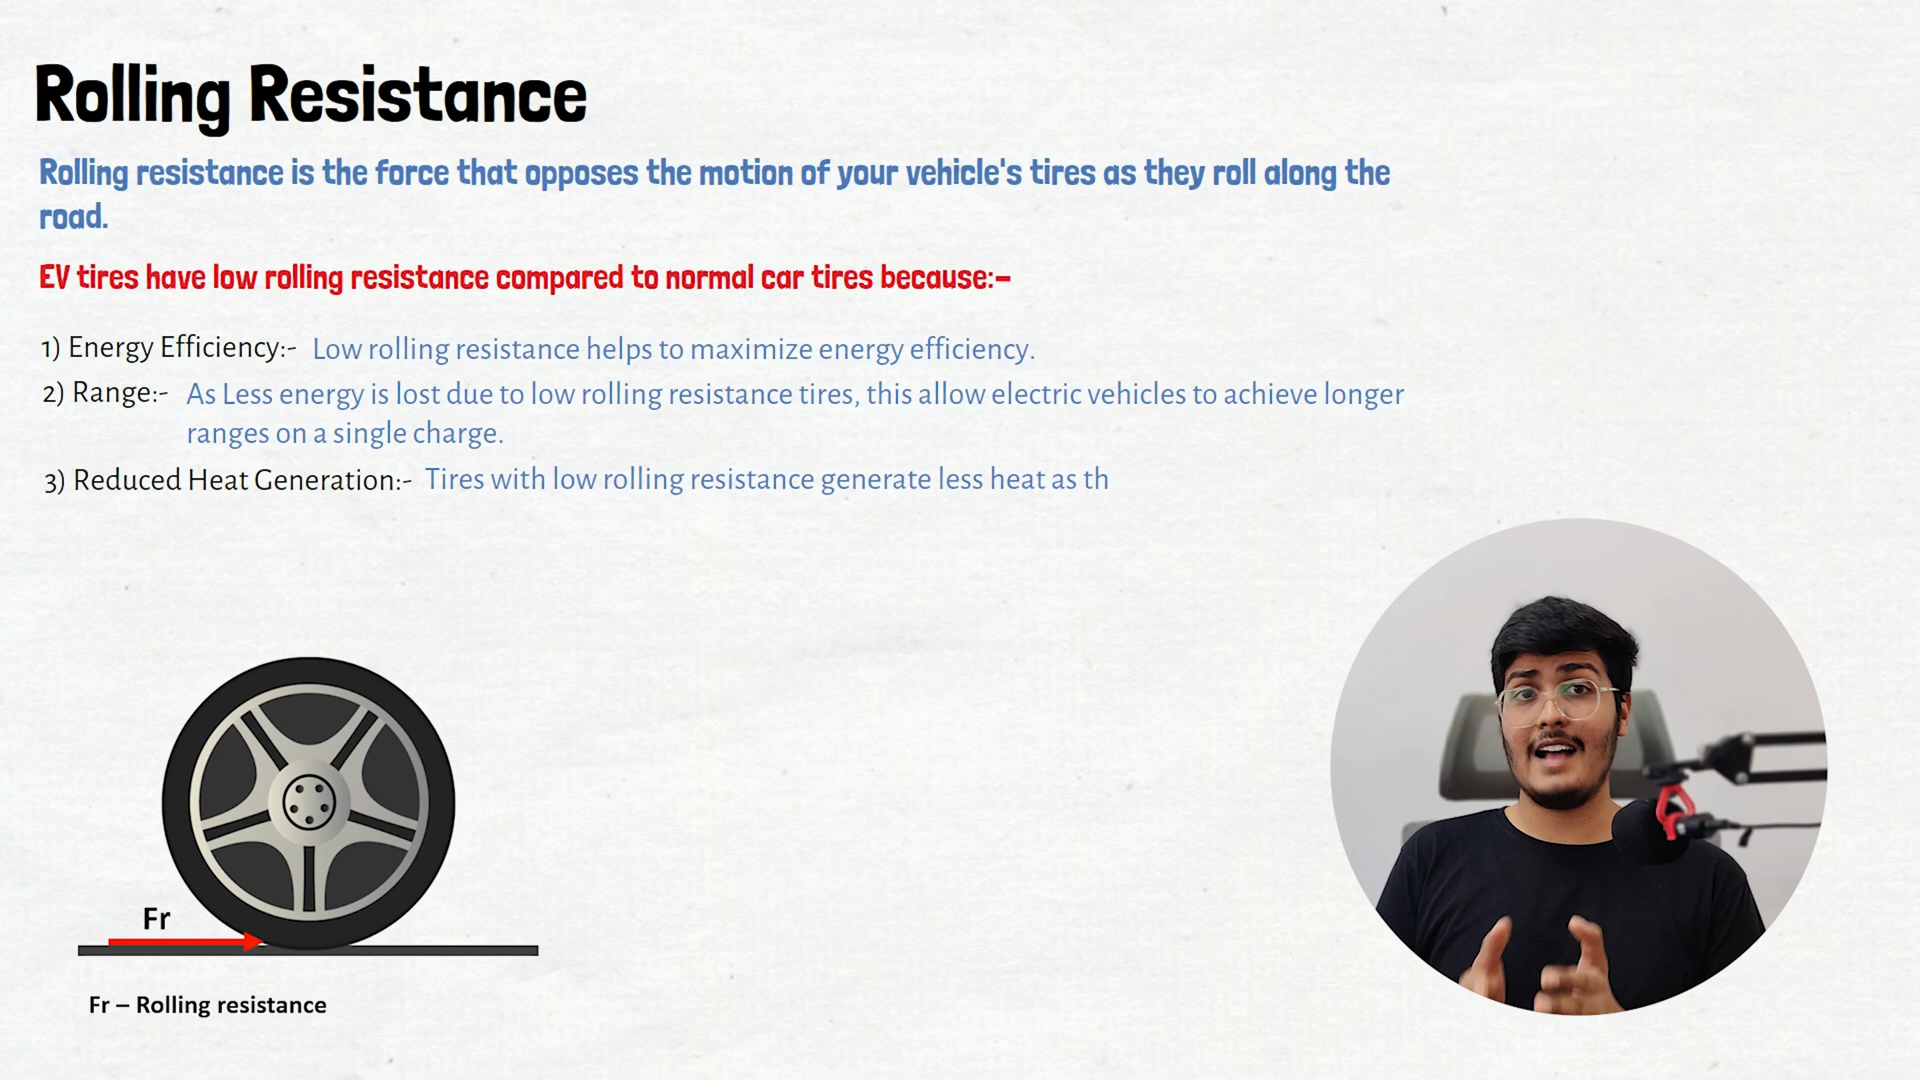 Rolling Resistance
Rolling resistance is the force that opposes the motion of your vehicle's tires as they roll along the
road.
EV tires have low rolling resistance compared to normal car tires because:-
1) Energy Efficiency:- Low rolling resistance helps to maximize energy efficiency.
2) Range:- As Less energy is lost due to low rolling resistance tires, this allow electric vehicles to achieve longer
ranges on a single charge.
3) Reduced Heat Generation:- Tires with low rolling resistance generate less heat as th
Fr
Fr – Rolling resistance